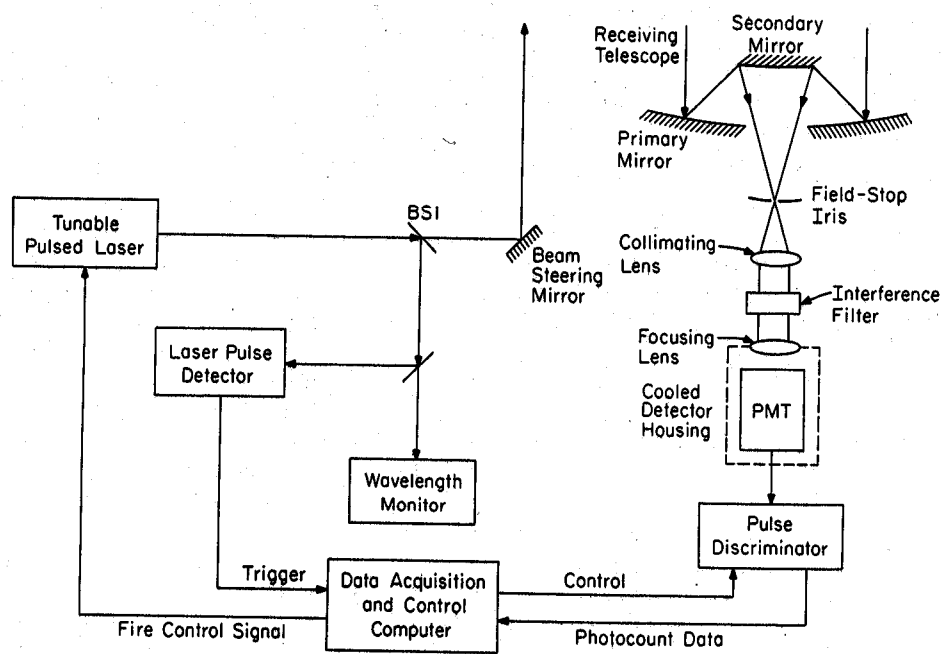 Receiving
Telescope
Secondary
Mirror
Primary
Mirror
Field-Stop
Iris
Tunable
Pulsed Laser
BS1
Beam
Steering
Mirror
Collimating
Lens
Interference
Filter
Laser Pulse
Detector
Focusing
Lens
Cooled
Detector
Housing
PMT
Wavelength
Monitor
Pulse
Discriminator
Trigger
Data Acquisition
and Control
Computer
Control
Fire Control Signal
Photocount Data